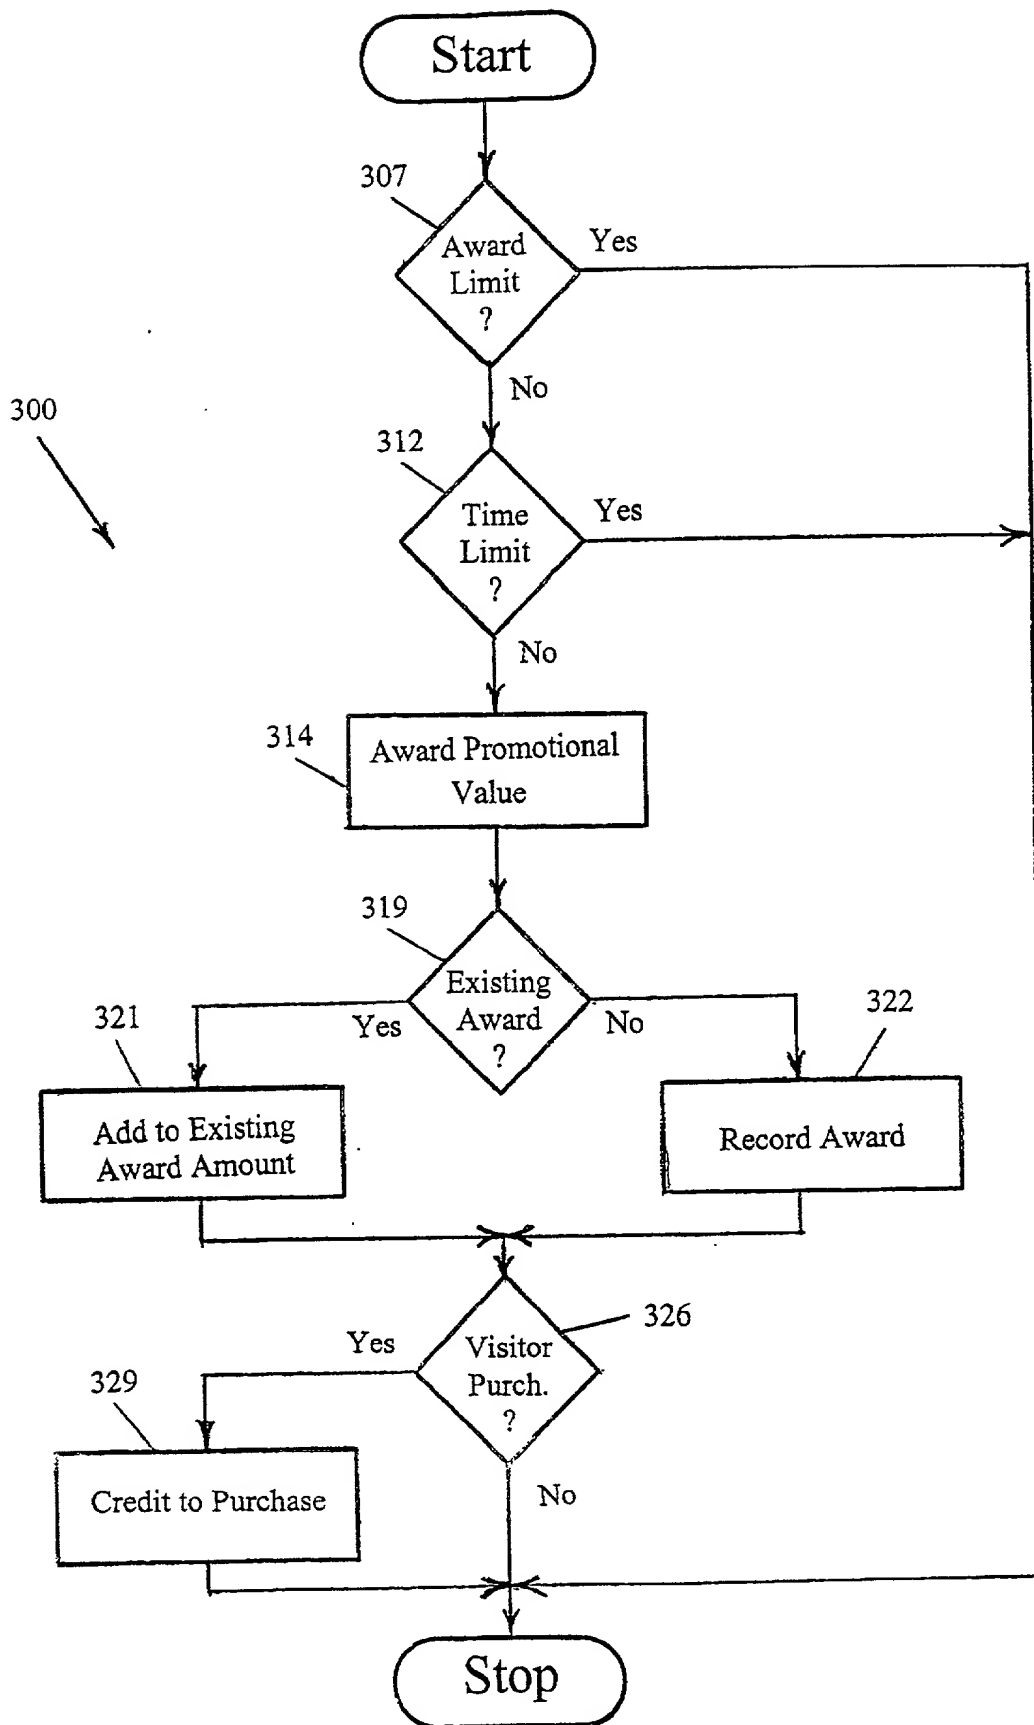 Start
307
Award
Limit
?
Yes
No
300
312
Time
Limit
?
Yes
No
314
Award Promotional
Value
319
Existing
Award
?
Yes
No
321
322
Add to Existing
Award Amount
Record Award
326
Visitor
Purch.
?
Yes
No
329
Credit to Purchase
Stop